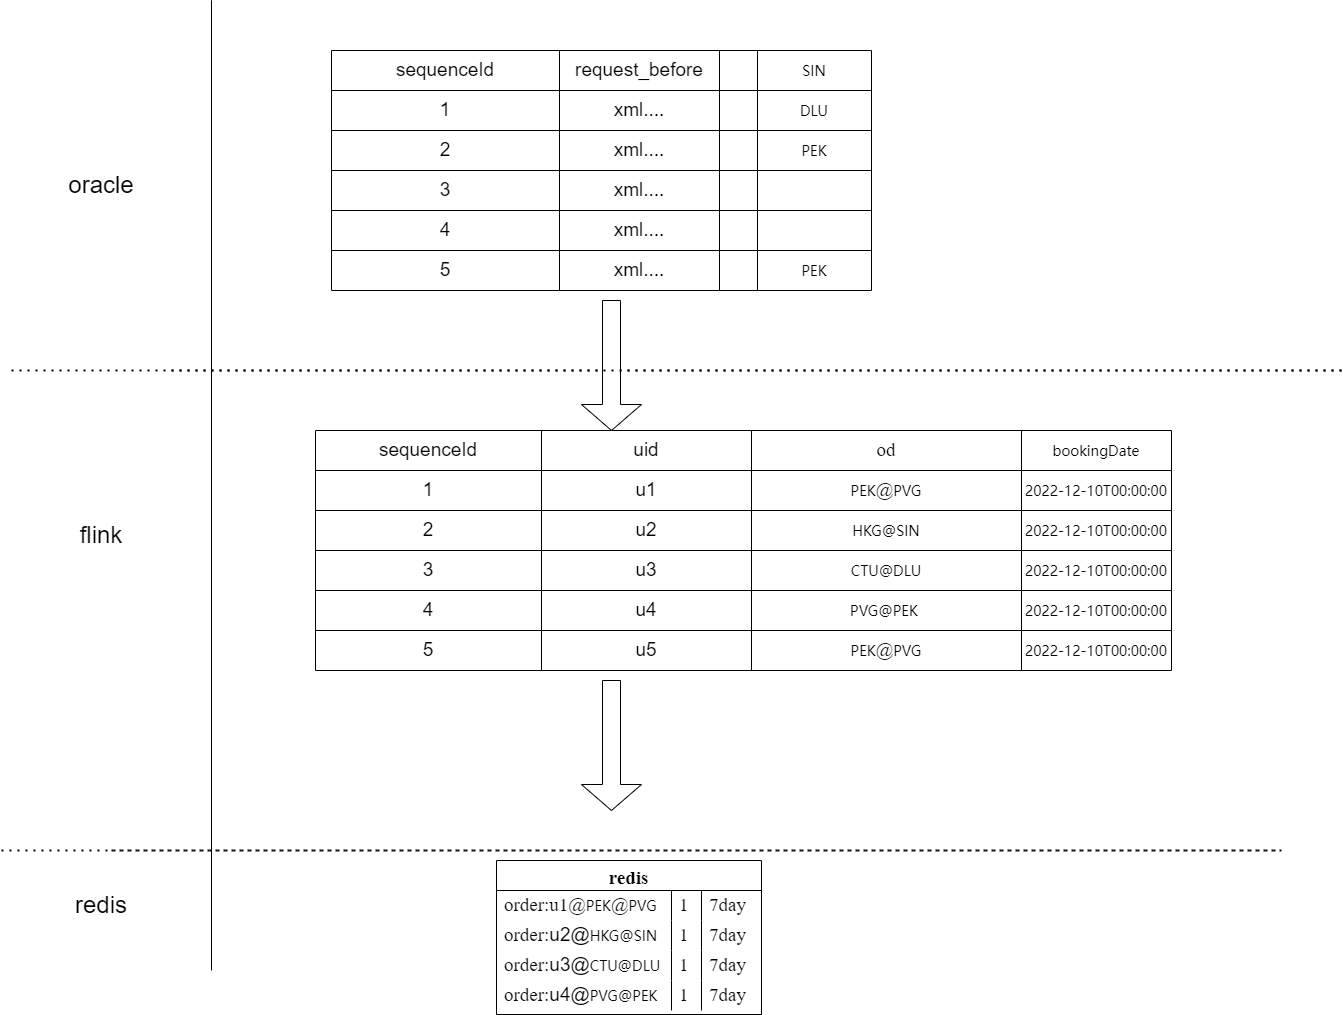 oracle
sequenceId request_before SIN
1 xml.... DLU
2 xml.... PEK
3 xml....
4 xml....
5 xml.... PEK
flink
sequenceId uid od bookingDate
1 u1 PEK@PVG 2022-12-10T00:00:00
2 u2 HKG@SIN 2022-12-10T00:00:00
3 u3 CTU@DLU 2022-12-10T00:00:00
4 u4 PVG@PEK 2022-12-10T00:00:00
5 u5 PEK@PVG 2022-12-10T00:00:00
redis
redis
order:u1@PEK@PVG 1 7day
order:u2@HKG@SIN 1 7day
order:u3@CTU@DLU 1 7day
order:u4@PVG@PEK 1 7day